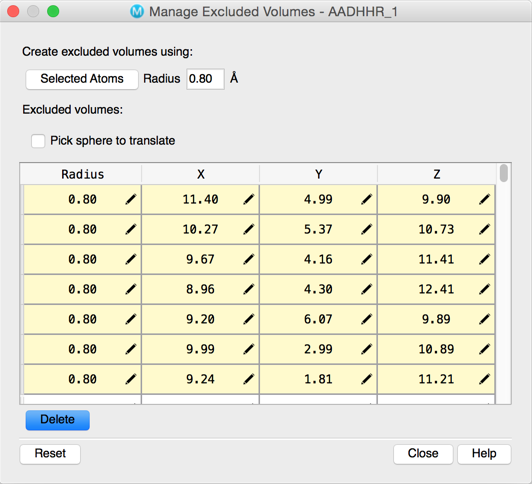 Manage Excluded Volumes - AADHHR_1
Create excluded volumes using:
Selected Atoms Radius 0.80 Å
Excluded volumes:
Pick sphere to translate
Radius X Y Z
0.80 11.40 4.99 9.90
0.80 10.27 5.37 10.73
0.80 9.67 4.16 11.41
0.80 8.96 4.30 12.41
0.80 9.20 6.07 9.89
0.80 9.99 2.99 10.89
0.80 9.24 1.81 11.21
Delete
Reset Close Help